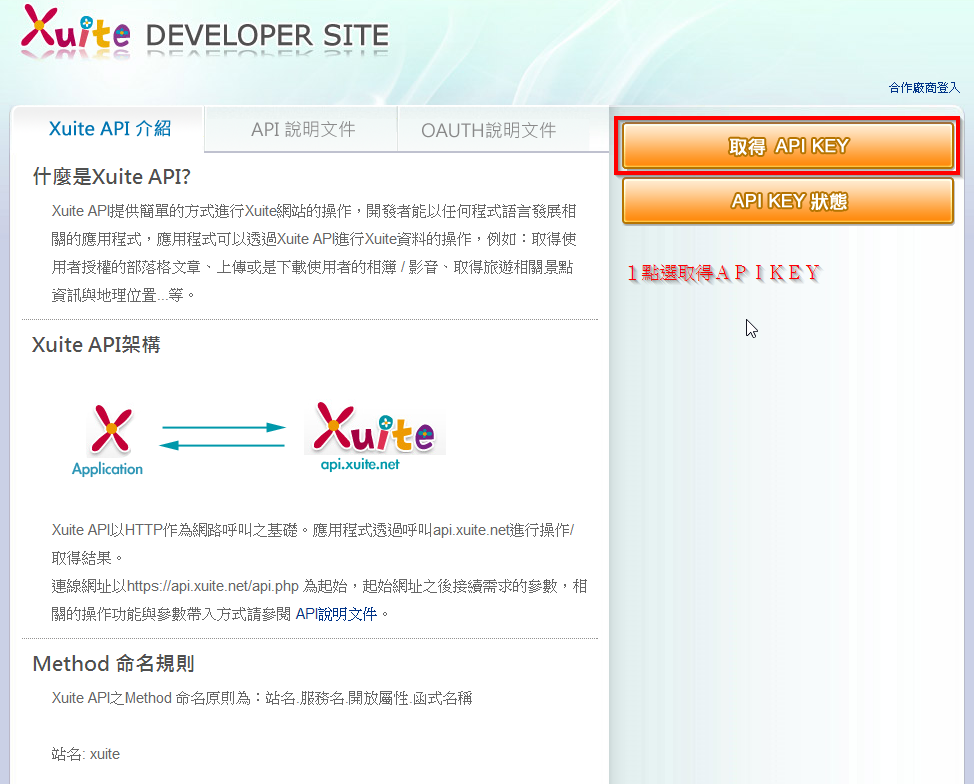 Xuite DEVELOPER SITE
合作廠商登入
Xuite API 介紹
API 說明文件
OAUTH說明文件
取得 API KEY
API KEY 狀態
1點選取得APIKEY
什麼是Xuite API?
Xuite API提供簡單的方式進行Xuite網站的操作，開發者能以任何程式語言發展相
關的應用程式，應用程式可以透過Xuite API進行Xuite資料的操作，例如：取得使
用者授權的部落格文章、上傳或是下載使用者的相簿 / 影音、取得旅遊相關景點
資訊與地理位置...等。
Xuite API架構
Application
Xuite
api.xuite.net
Xuite API以HTTP作為網路呼叫之基礎。應用程式透過呼叫api.xuite.net進行操作/
取得結果。
連線網址以https://api.xuite.net/api.php 為起始，起始網址之後接續需求的參數，相
關的操作功能與參數帶入方式請參閱 API說明文件。
Method 命名規則
Xuite API之Method 命名原則為：站名.服務名.開放屬性.函式名稱
站名: xuite